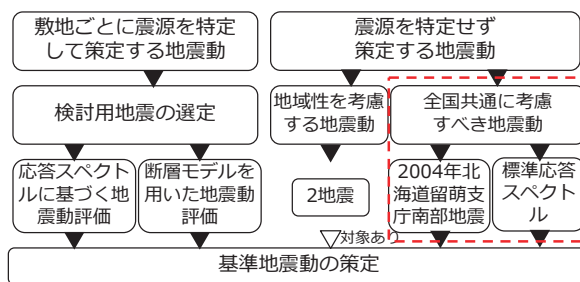 敷地ごとに震源を特定
して策定する地震動
震源を特定せず
策定する地震動
検討用地震の選定
地域性を考慮
する地震動
全国共通に考慮
すべき地震動
応答スペクト
ルに基づく地
震動評価
断層モデルを
用いた地震動
評価
2地震
2004年北
海道留萌支
庁南部地震
標準応答
スペクト
ル
対象あり
基準地震動の策定